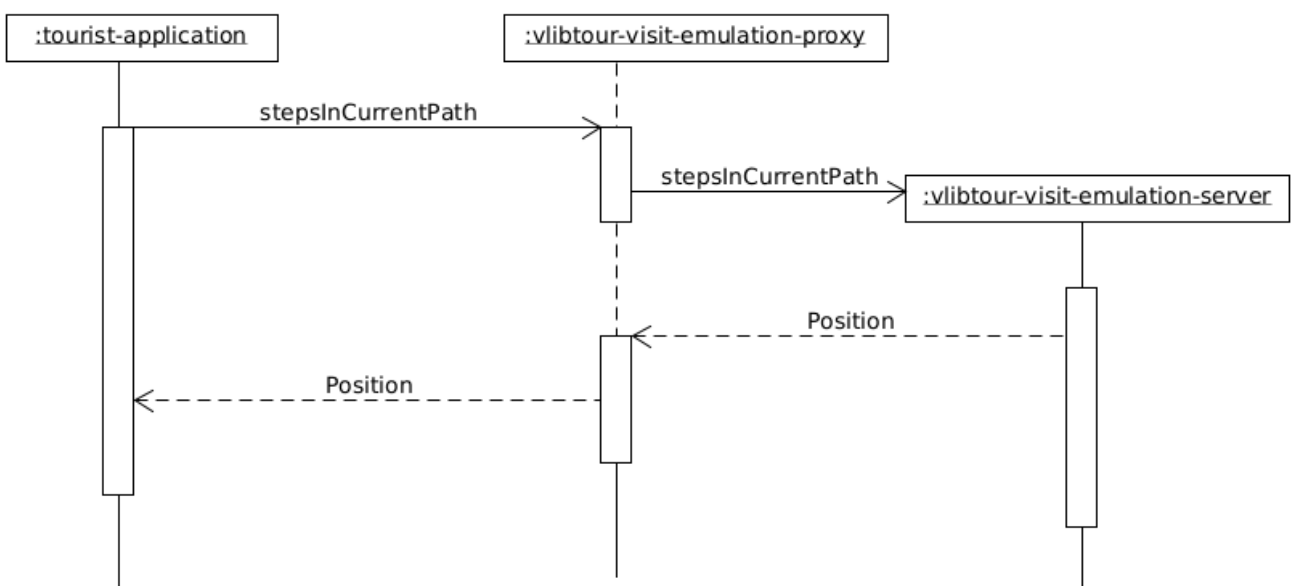 :tourist-application
:vlibtour-visit-emulation-proxy
stepsInCurrentPath
stepsInCurrentPath
:vlibtour-visit-emulation-server
Position
Position